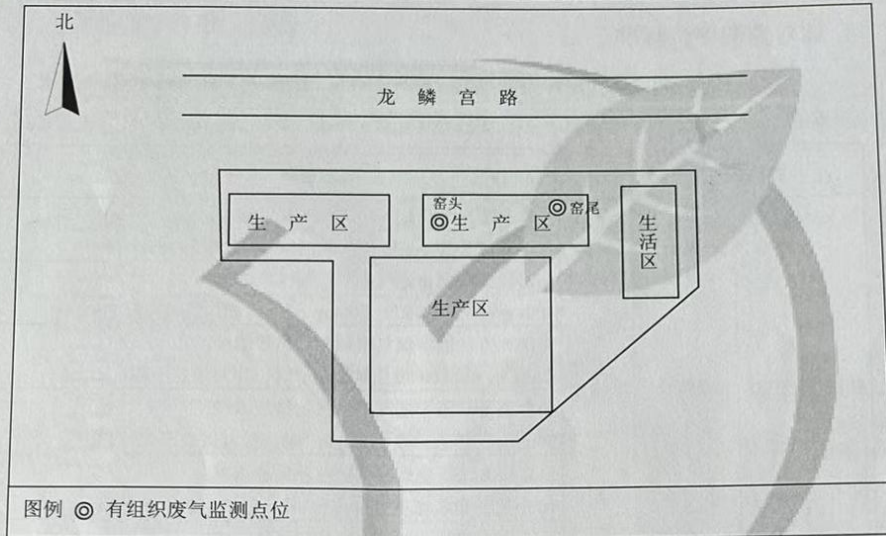 北
龙鳞宫路
生产区
窑头
生产区
窑尾
生活区
生产区
图例 ◎ 有组织废气监测点位